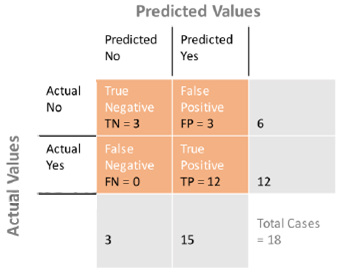 Predicted Values
Predicted
No
Predicted
Yes
Actual Values
Actual
No
True
Negative
TN = 3
False
Positive
FP = 3
6
Actual
Yes
False
Negative
FN = 0
True
Positive
TP = 12
12
3
15
Total Cases
= 18